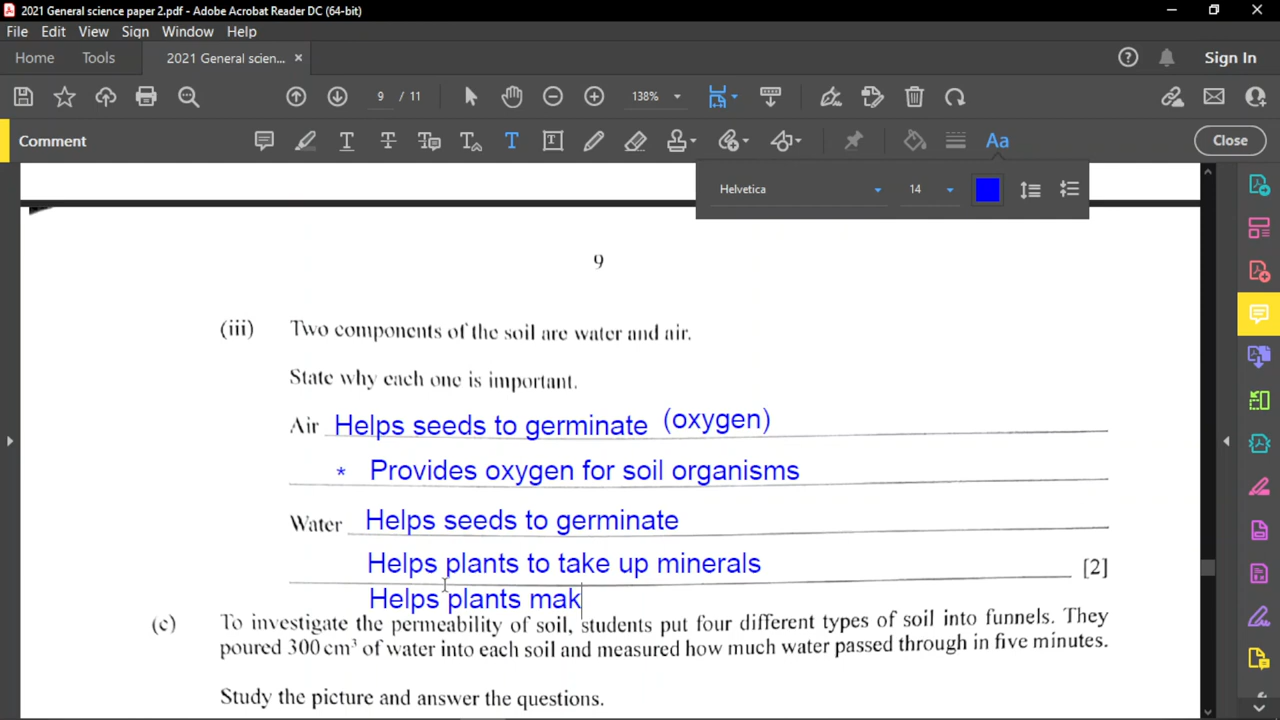 2021 General science paper 2.pdf - Adobe Acrobat Reader DC (64-bit)
File Edit View Sign Window Help
Home Tools 2021 General scien... × Sign In
9 / 11 138%
Comment Close
Helvetica 14
9
(iii) Two components of the soil are water and air.
State why each one is important.
Air Helps seeds to germinate (oxygen)
* Provides oxygen for soil organisms
Water Helps seeds to germinate
Helps plants to take up minerals [2]
Helps plants mak
(c) To investigate the permeability of soil, students put four different types of soil into funnels. They
poured 300 cm³ of water into each soil and measured how much water passed through in five minutes.
Study the picture and answer the questions.